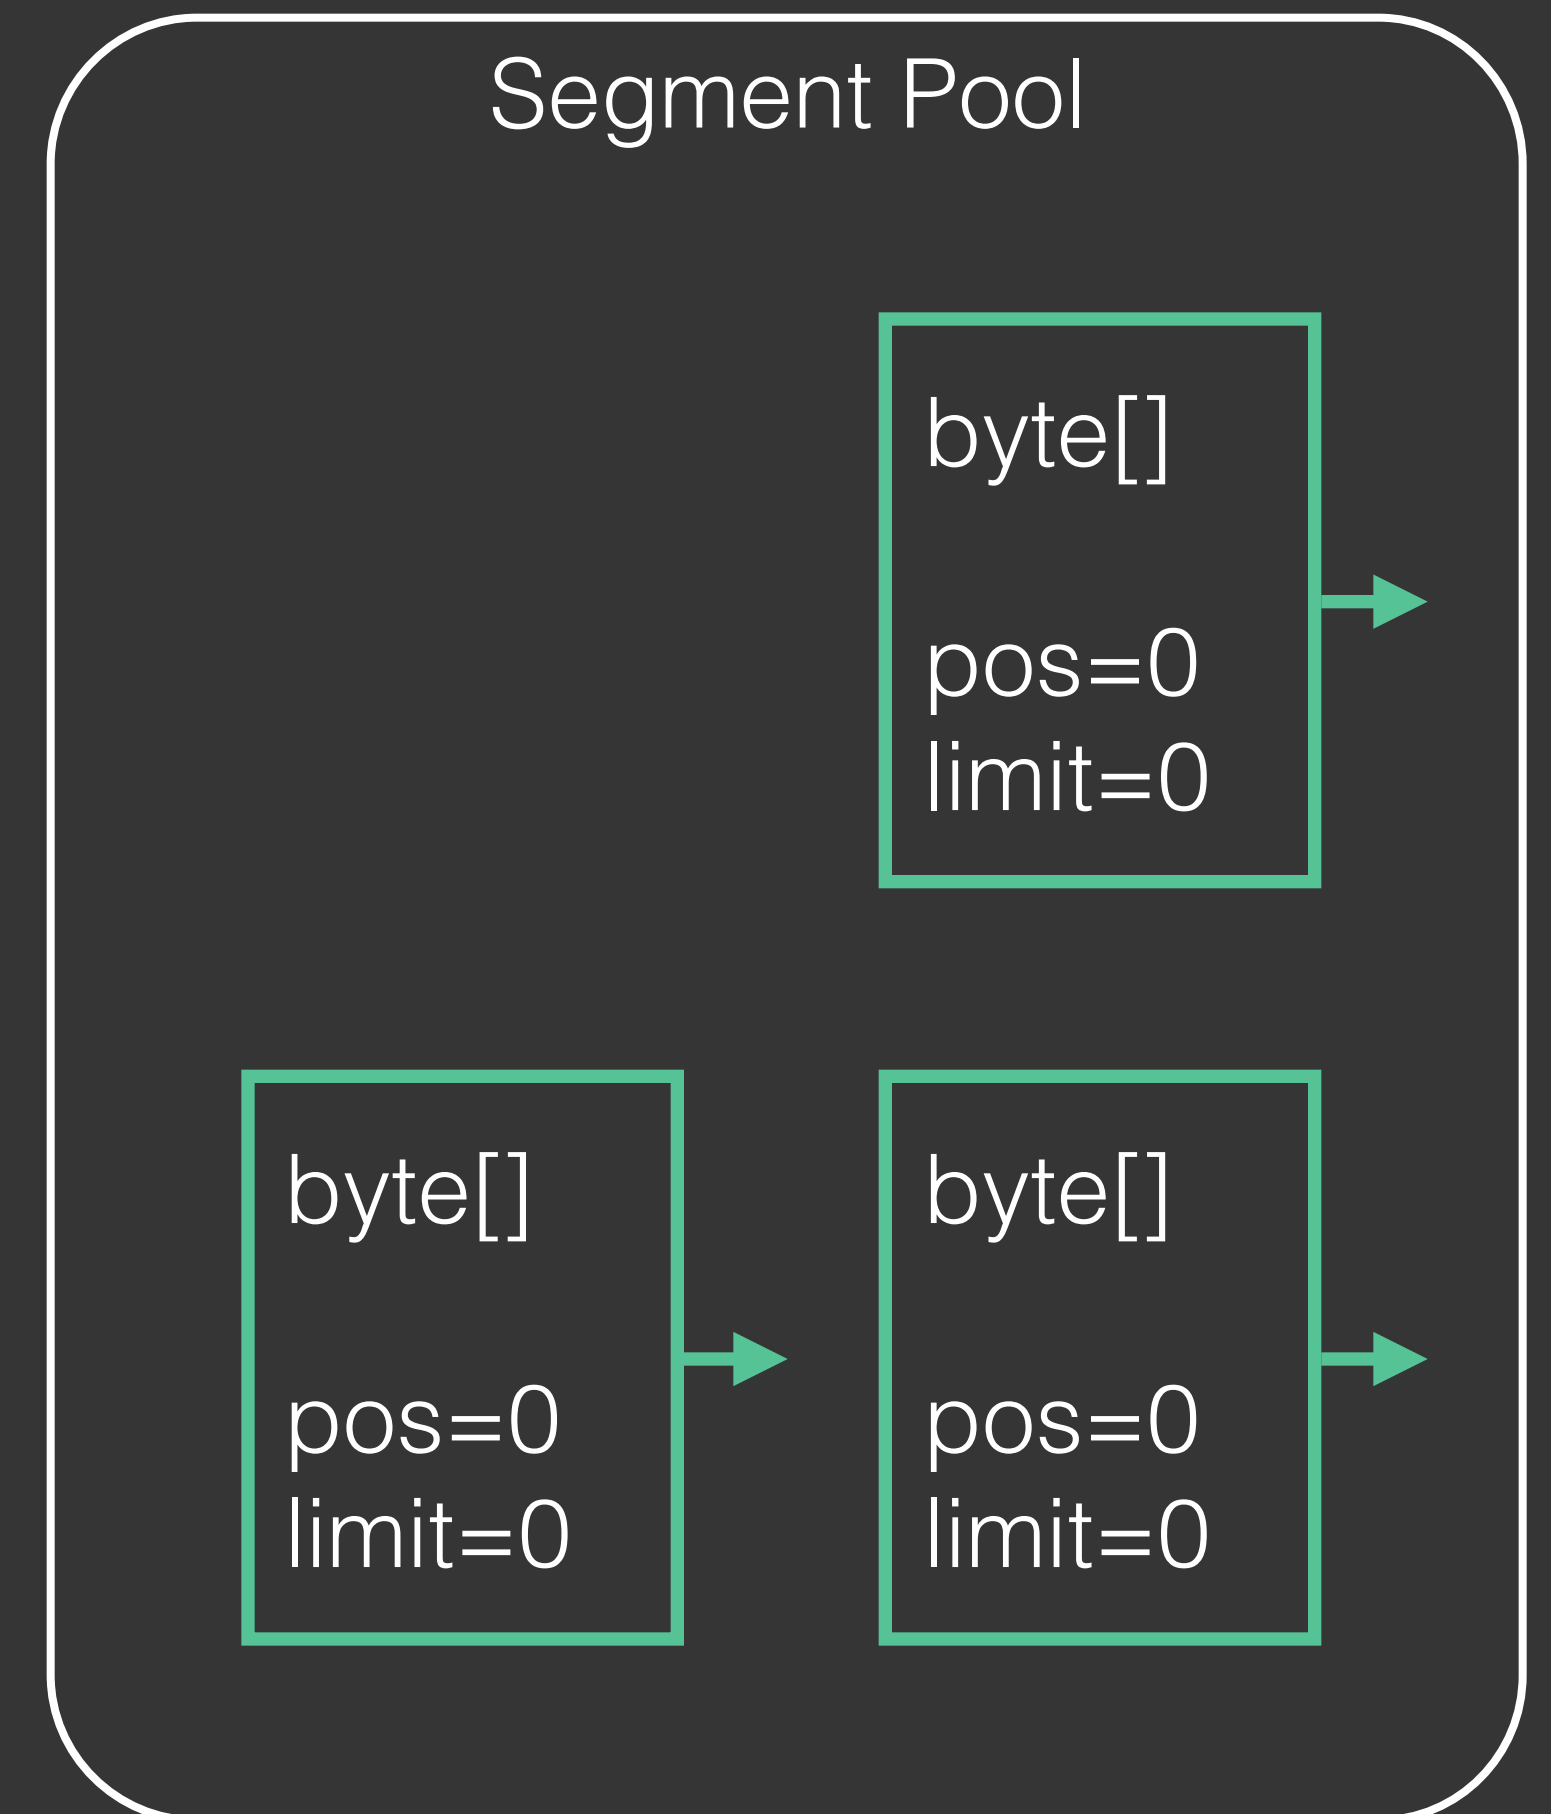 Segment Pool
byte[]
pos=0
limit=0
byte[]
pos=0
limit=0
byte[]
pos=0
limit=0